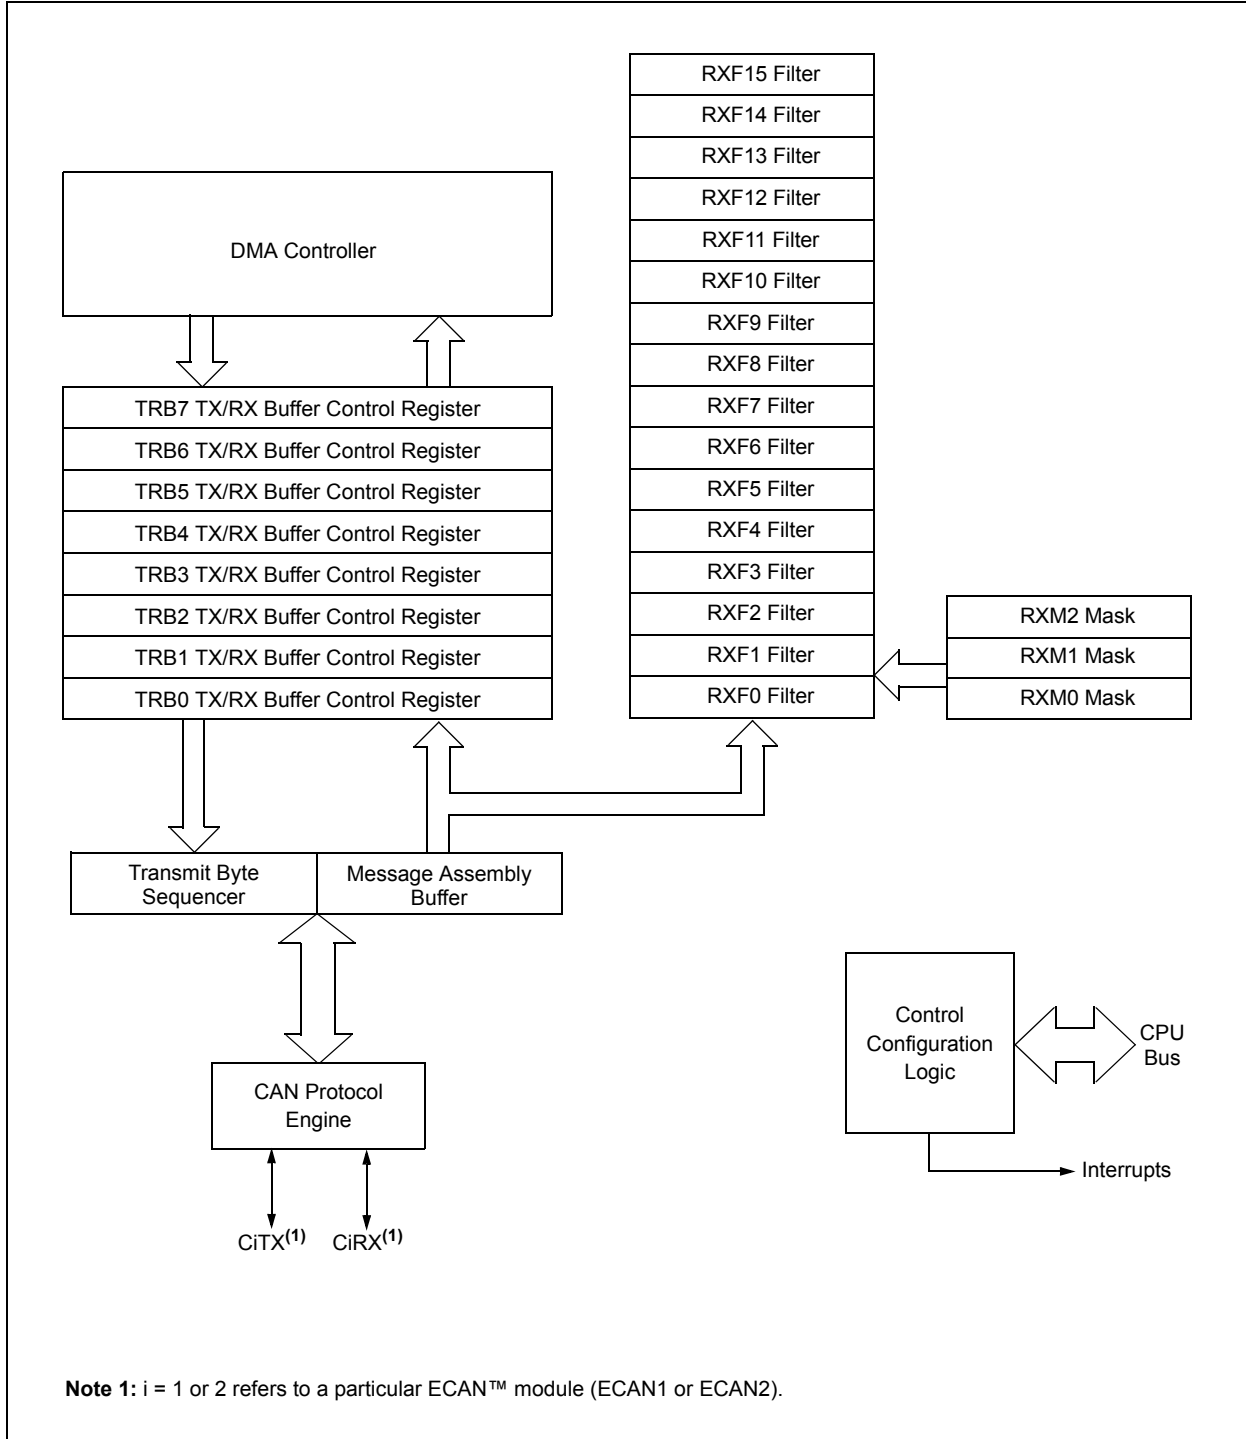 RXF15 Filter
RXF14 Filter
RXF13 Filter
RXF12 Filter
RXF11 Filter
RXF10 Filter
RXF9 Filter
RXF8 Filter
RXF7 Filter
RXF6 Filter
RXF5 Filter
RXF4 Filter
RXF3 Filter
RXF2 Filter
RXF1 Filter
RXF0 Filter
DMA Controller
TRB7 TX/RX Buffer Control Register
TRB6 TX/RX Buffer Control Register
TRB5 TX/RX Buffer Control Register
TRB4 TX/RX Buffer Control Register
TRB3 TX/RX Buffer Control Register
TRB2 TX/RX Buffer Control Register
TRB1 TX/RX Buffer Control Register
TRB0 TX/RX Buffer Control Register
RXM2 Mask
RXM1 Mask
RXM0 Mask
Transmit Byte
Sequencer
Message Assembly
Buffer
CAN Protocol
Engine
CiTX(1)
CiRX(1)
Control
Configuration
Logic
CPU
Bus
Interrupts
Note 1: i = 1 or 2 refers to a particular ECAN™ module (ECAN1 or ECAN2).